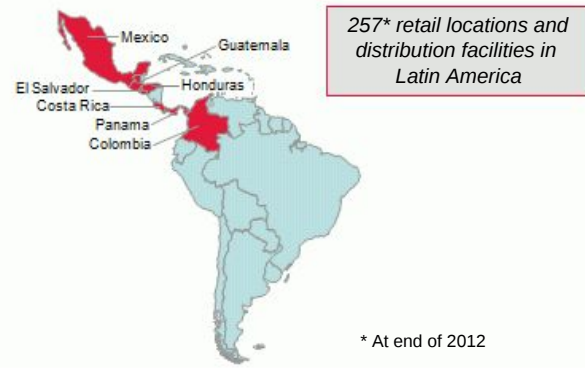 257* retail locations and
distribution facilities in
Latin America
Mexico
Guatemala
El Salvador
Honduras
Costa Rica
Panama
Colombia
* At end of 2012